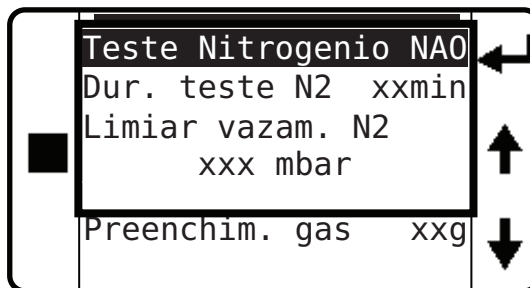 Teste Nitrogenio NAO
Dur. teste N2 xxmin
Limiar vazam. N2
xxx mbar
Preenchim. gas xxg